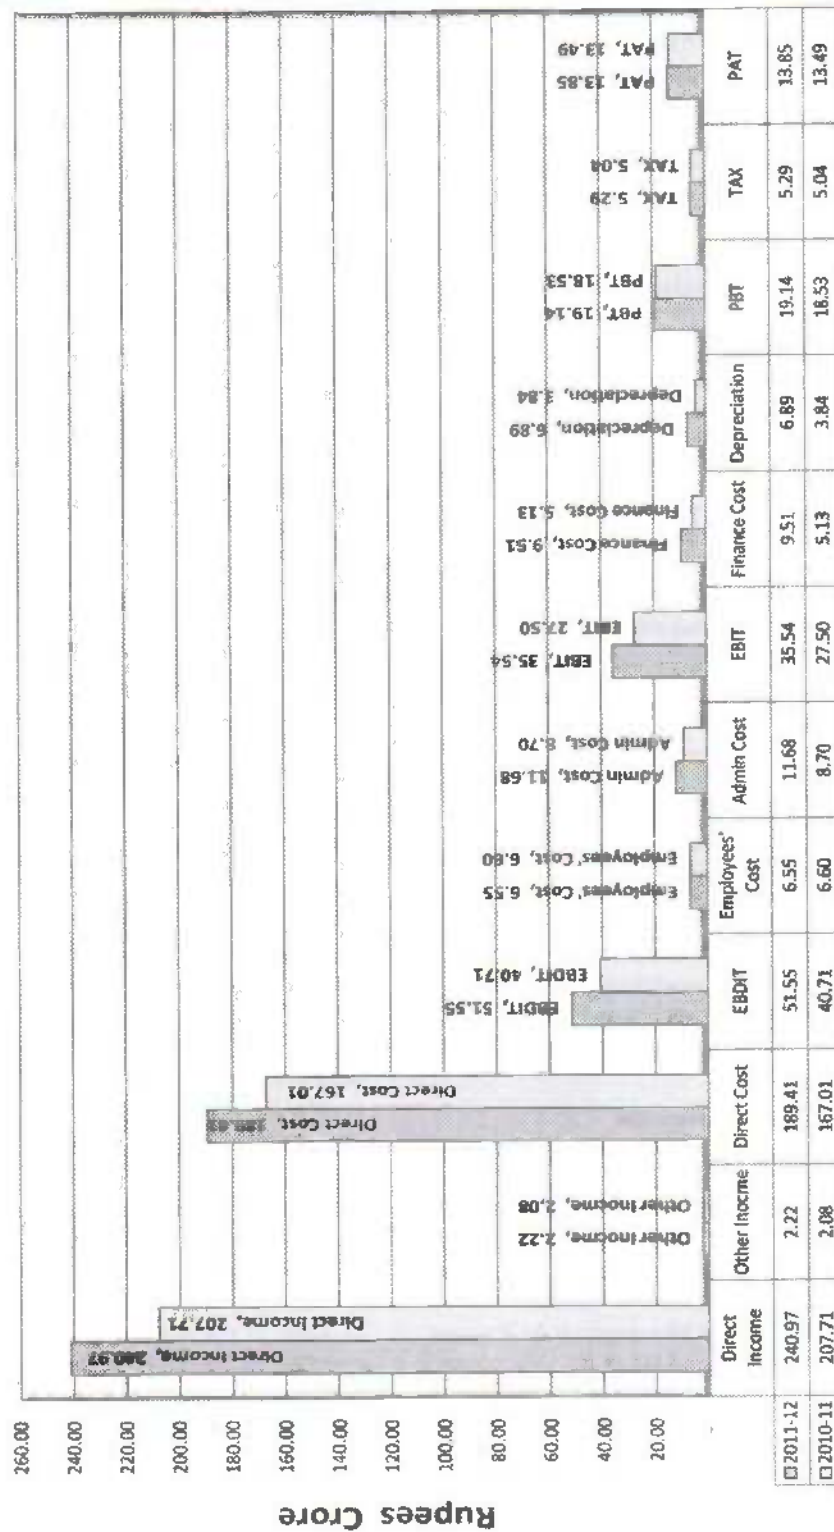 Rupees Crore
260.00
240.00
220.00
200.00
180.00
160.00
140.00
120.00
100.00
80.00
60.00
40.00
20.00
Direct Income, 240.97
Direct Income, 207.71
Other Inocme, 2.22
Other Inocme, 2.08
Direct Cost,
Direct Cost, 167.01
EBDIT, 51.55
EBDIT, 40.71
Employees' Cost, 6.55
Employees' Cost, 6.60
Admin Cost, 11.68
Admin Cost, 8.70
EBIT, 35.54
EBIT, 27.50
Finance Cost, 9.51
Finance Cost, 5.13
Depreciation, 6.89
Depreciation, 3.84
PBT, 19.14
PBT, 18.53
TAX, 5.29
TAX, 5.04
PAT, 13.85
PAT, 13.49
Direct Income Other Inocme Direct Cost EBDIT Employees' Cost Admin Cost EBIT Finance Cost Depreciation PBT TAX PAT
2011-12 240.97 2.22 189.41 51.55 6.55 11.68 35.54 9.51 6.89 19.14 5.29 13.85
2010-11 207.71 2.08 167.01 40.71 6.60 8.70 27.50 5.13 3.84 18.53 5.04 13.49